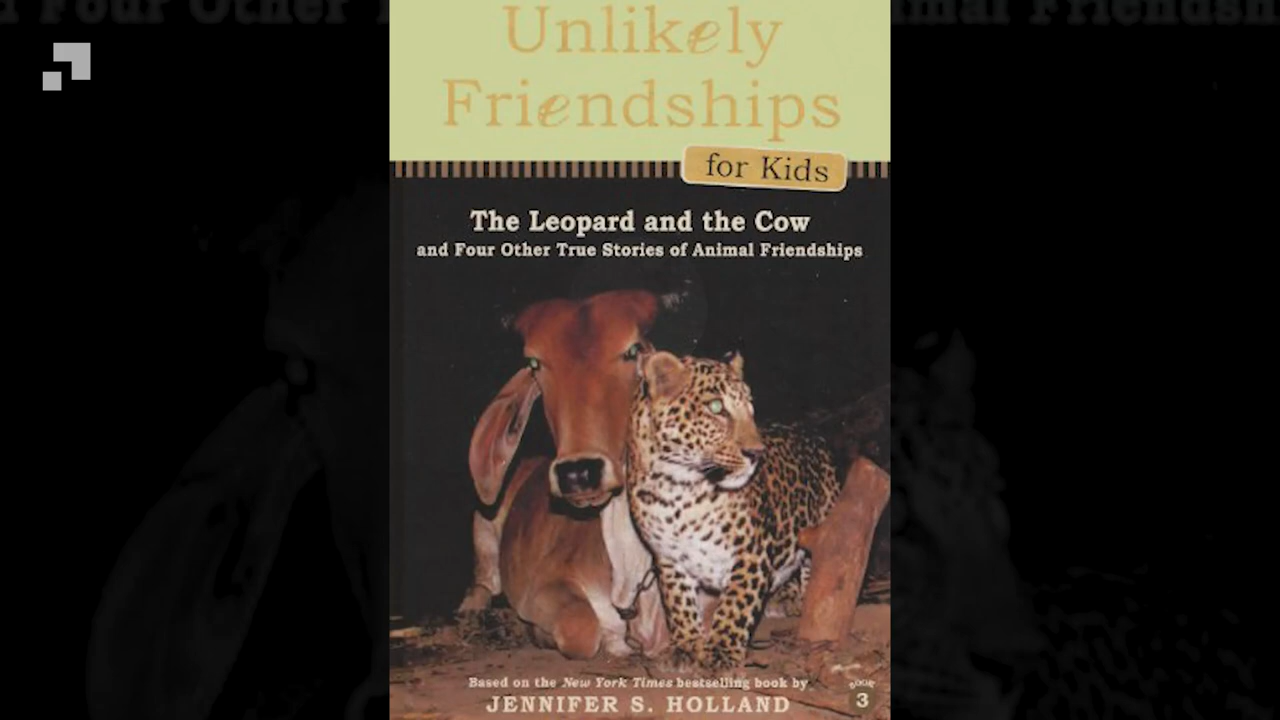 Unlikely
Friendships
for Kids
The Leopard and the Cow
and Four Other True Stories of Animal Friendships
Based on the New York Times bestselling book by
JENNIFER S. HOLLAND
BOOK
3